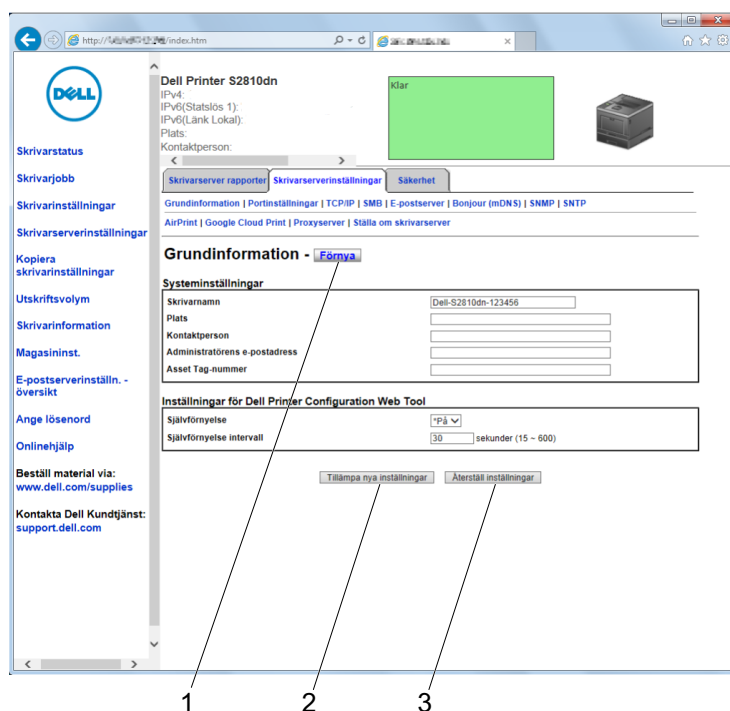 http://
/index.htm
DELL
Dell Printer S2810dn
IPv4:
IPv6(Statslös 1):
IPv6(Länk Lokal):
Plats:
Kontaktperson:
Klar
Skrivarstatus
Skrivarjobb
Skrivarinställningar
Skrivarserverinställningar
Kopiera
skrivarinställningar
Utskriftsvolym
Skrivarinformation
Magasininst.
E-postserverinställn. -
översikt
Ange lösenord
Onlinehjälp
Beställ material via:
www.dell.com/supplies
Kontakta Dell Kundtjänst:
support.dell.com
Skrivarserver rapporter Skrivarserverinställningar Säkerhet
Grundinformation | Portinställningar | TCP/IP | SMB | E-postserver | Bonjour (mDNS) | SNMP | SNTP
AirPrint | Google Cloud Print | Proxyserver | Ställa om skrivarserver
Grundinformation - Förnya
Systeminställningar
Skrivarnamn Dell-S2810dn-123456
Plats
Kontaktperson
Administratörens e-postadress
Asset Tag-nummer
Inställningar för Dell Printer Configuration Web Tool
Självförnyelse *På
Självförnyelse intervall 30 sekunder (15 ~ 600)
Tillämpa nya inställningar Återställ inställningar
1 2 3